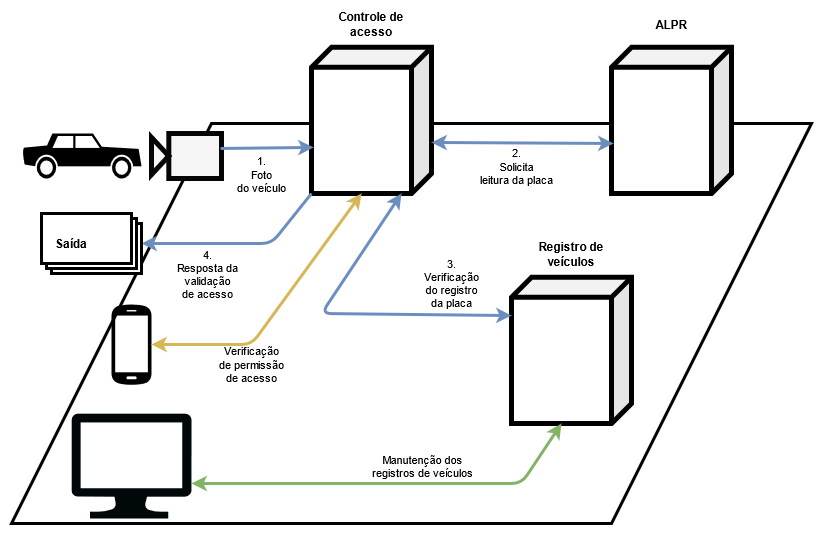 Controle de
acesso
ALPR
1.
Foto
do veículo
2.
Solicita
leitura da placa
Saída
4.
Resposta da
validação
de acesso
3.
Verificação
do registro
da placa
Registro de
veículos
Verificação
de permissão
de acesso
Manutenção dos
registros de veículos